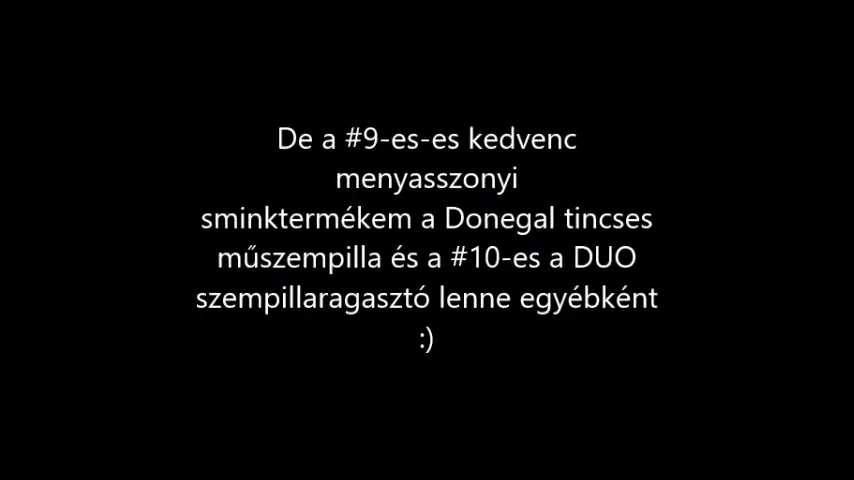 De a #9-es-es kedvenc
menyasszonyi
sminktermékem a Donegal tincses
műszempilla és a #10-es a DUO
szempillaragasztó lenne egyébként
:)